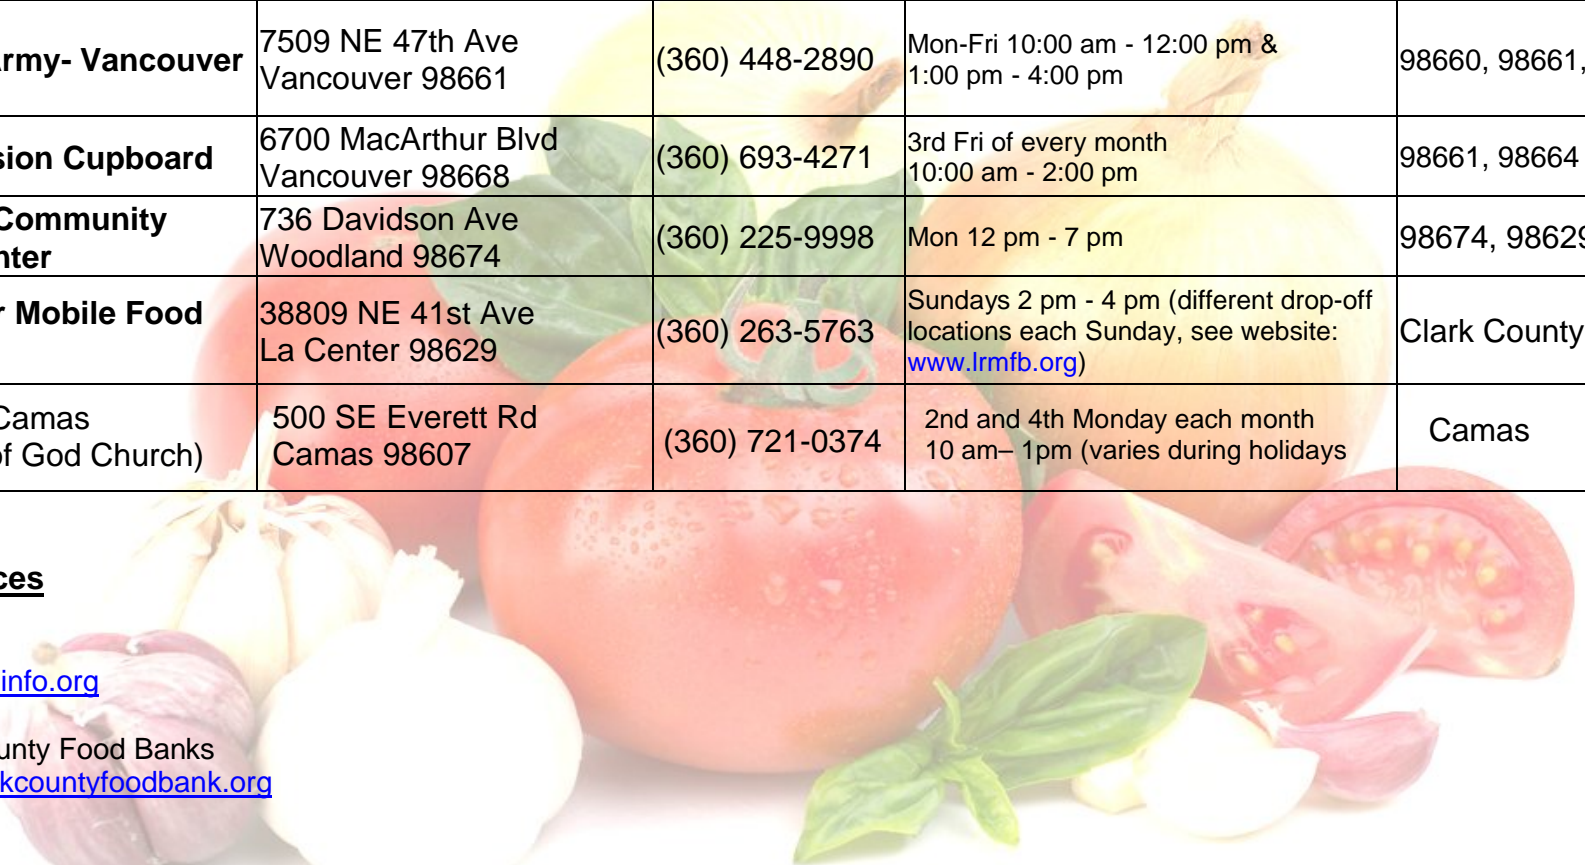 Army- Vancouver
7509 NE 47th Ave
Vancouver 98661
(360) 448-2890
Mon-Fri 10:00 am - 12:00 pm &
1:00 pm - 4:00 pm
98660, 98661,
sion Cupboard
6700 MacArthur Blvd
Vancouver 98668
(360) 693-4271
3rd Fri of every month
10:00 am - 2:00 pm
98661, 98664
Community
nter
736 Davidson Ave
Woodland 98674
(360) 225-9998
Mon 12 pm - 7 pm
98674, 98629
r Mobile Food
38809 NE 41st Ave
La Center 98629
(360) 263-5763
Sundays 2 pm - 4 pm (different drop-off
locations each Sunday, see website:
www.lrmfb.org)
Clark County
Camas
of God Church)
500 SE Everett Rd
Camas 98607
(360) 721-0374
2nd and 4th Monday each month
10 am– 1pm (varies during holidays
Camas
ces
info.org
unty Food Banks
kcountyfoodbank.org